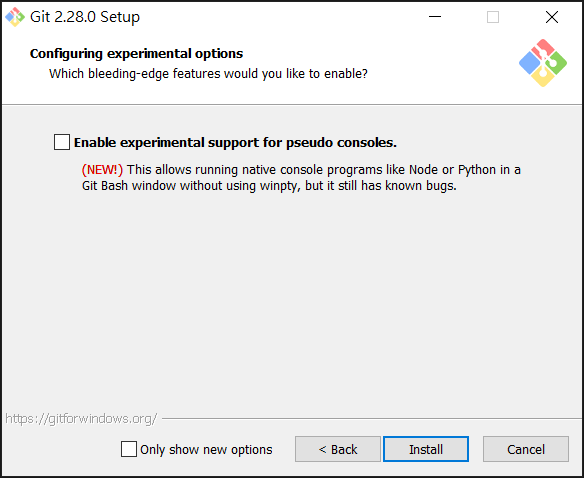 Git 2.28.0 Setup
Configuring experimental options
Which bleeding-edge features would you like to enable?
Enable experimental support for pseudo consoles.
(NEW!) This allows running native console programs like Node or Python in a
Git Bash window without using winpty, but it still has known bugs.
https://gitforwindows.org/
Only show new options
< Back
Install
Cancel